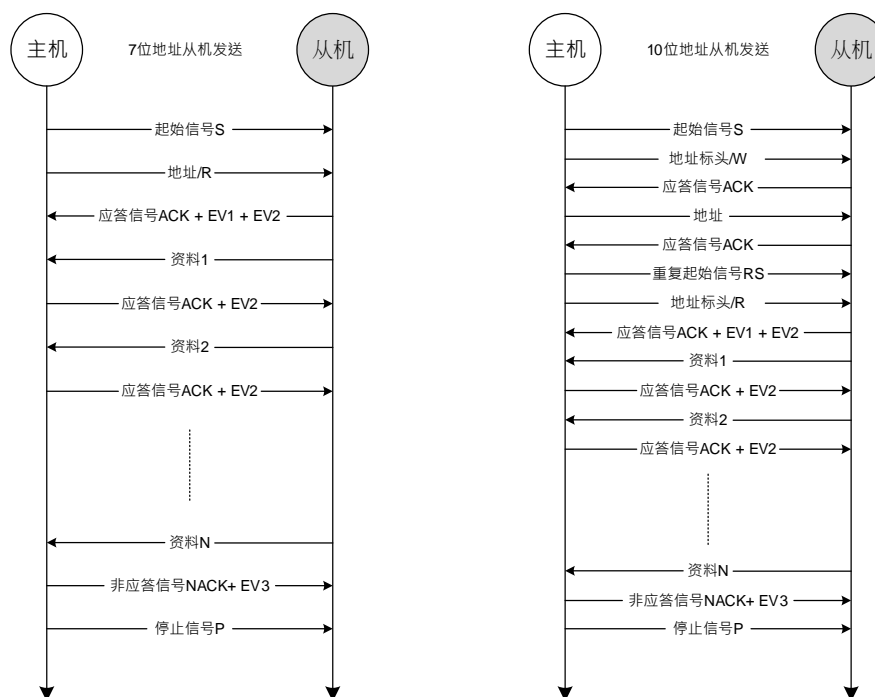 主机
7位地址从机发送
从机
起始信号S
地址/R
应答信号ACK + EV1 + EV2
资料1
应答信号ACK + EV2
资料2
应答信号ACK + EV2
资料N
非应答信号NACK+ EV3
停止信号P
主机
10位地址从机发送
从机
起始信号S
地址标头/W
应答信号ACK
地址
应答信号ACK
重复起始信号RS
地址标头/R
应答信号ACK + EV1 + EV2
资料1
应答信号ACK + EV2
资料2
应答信号ACK + EV2
资料N
非应答信号NACK+ EV3
停止信号P